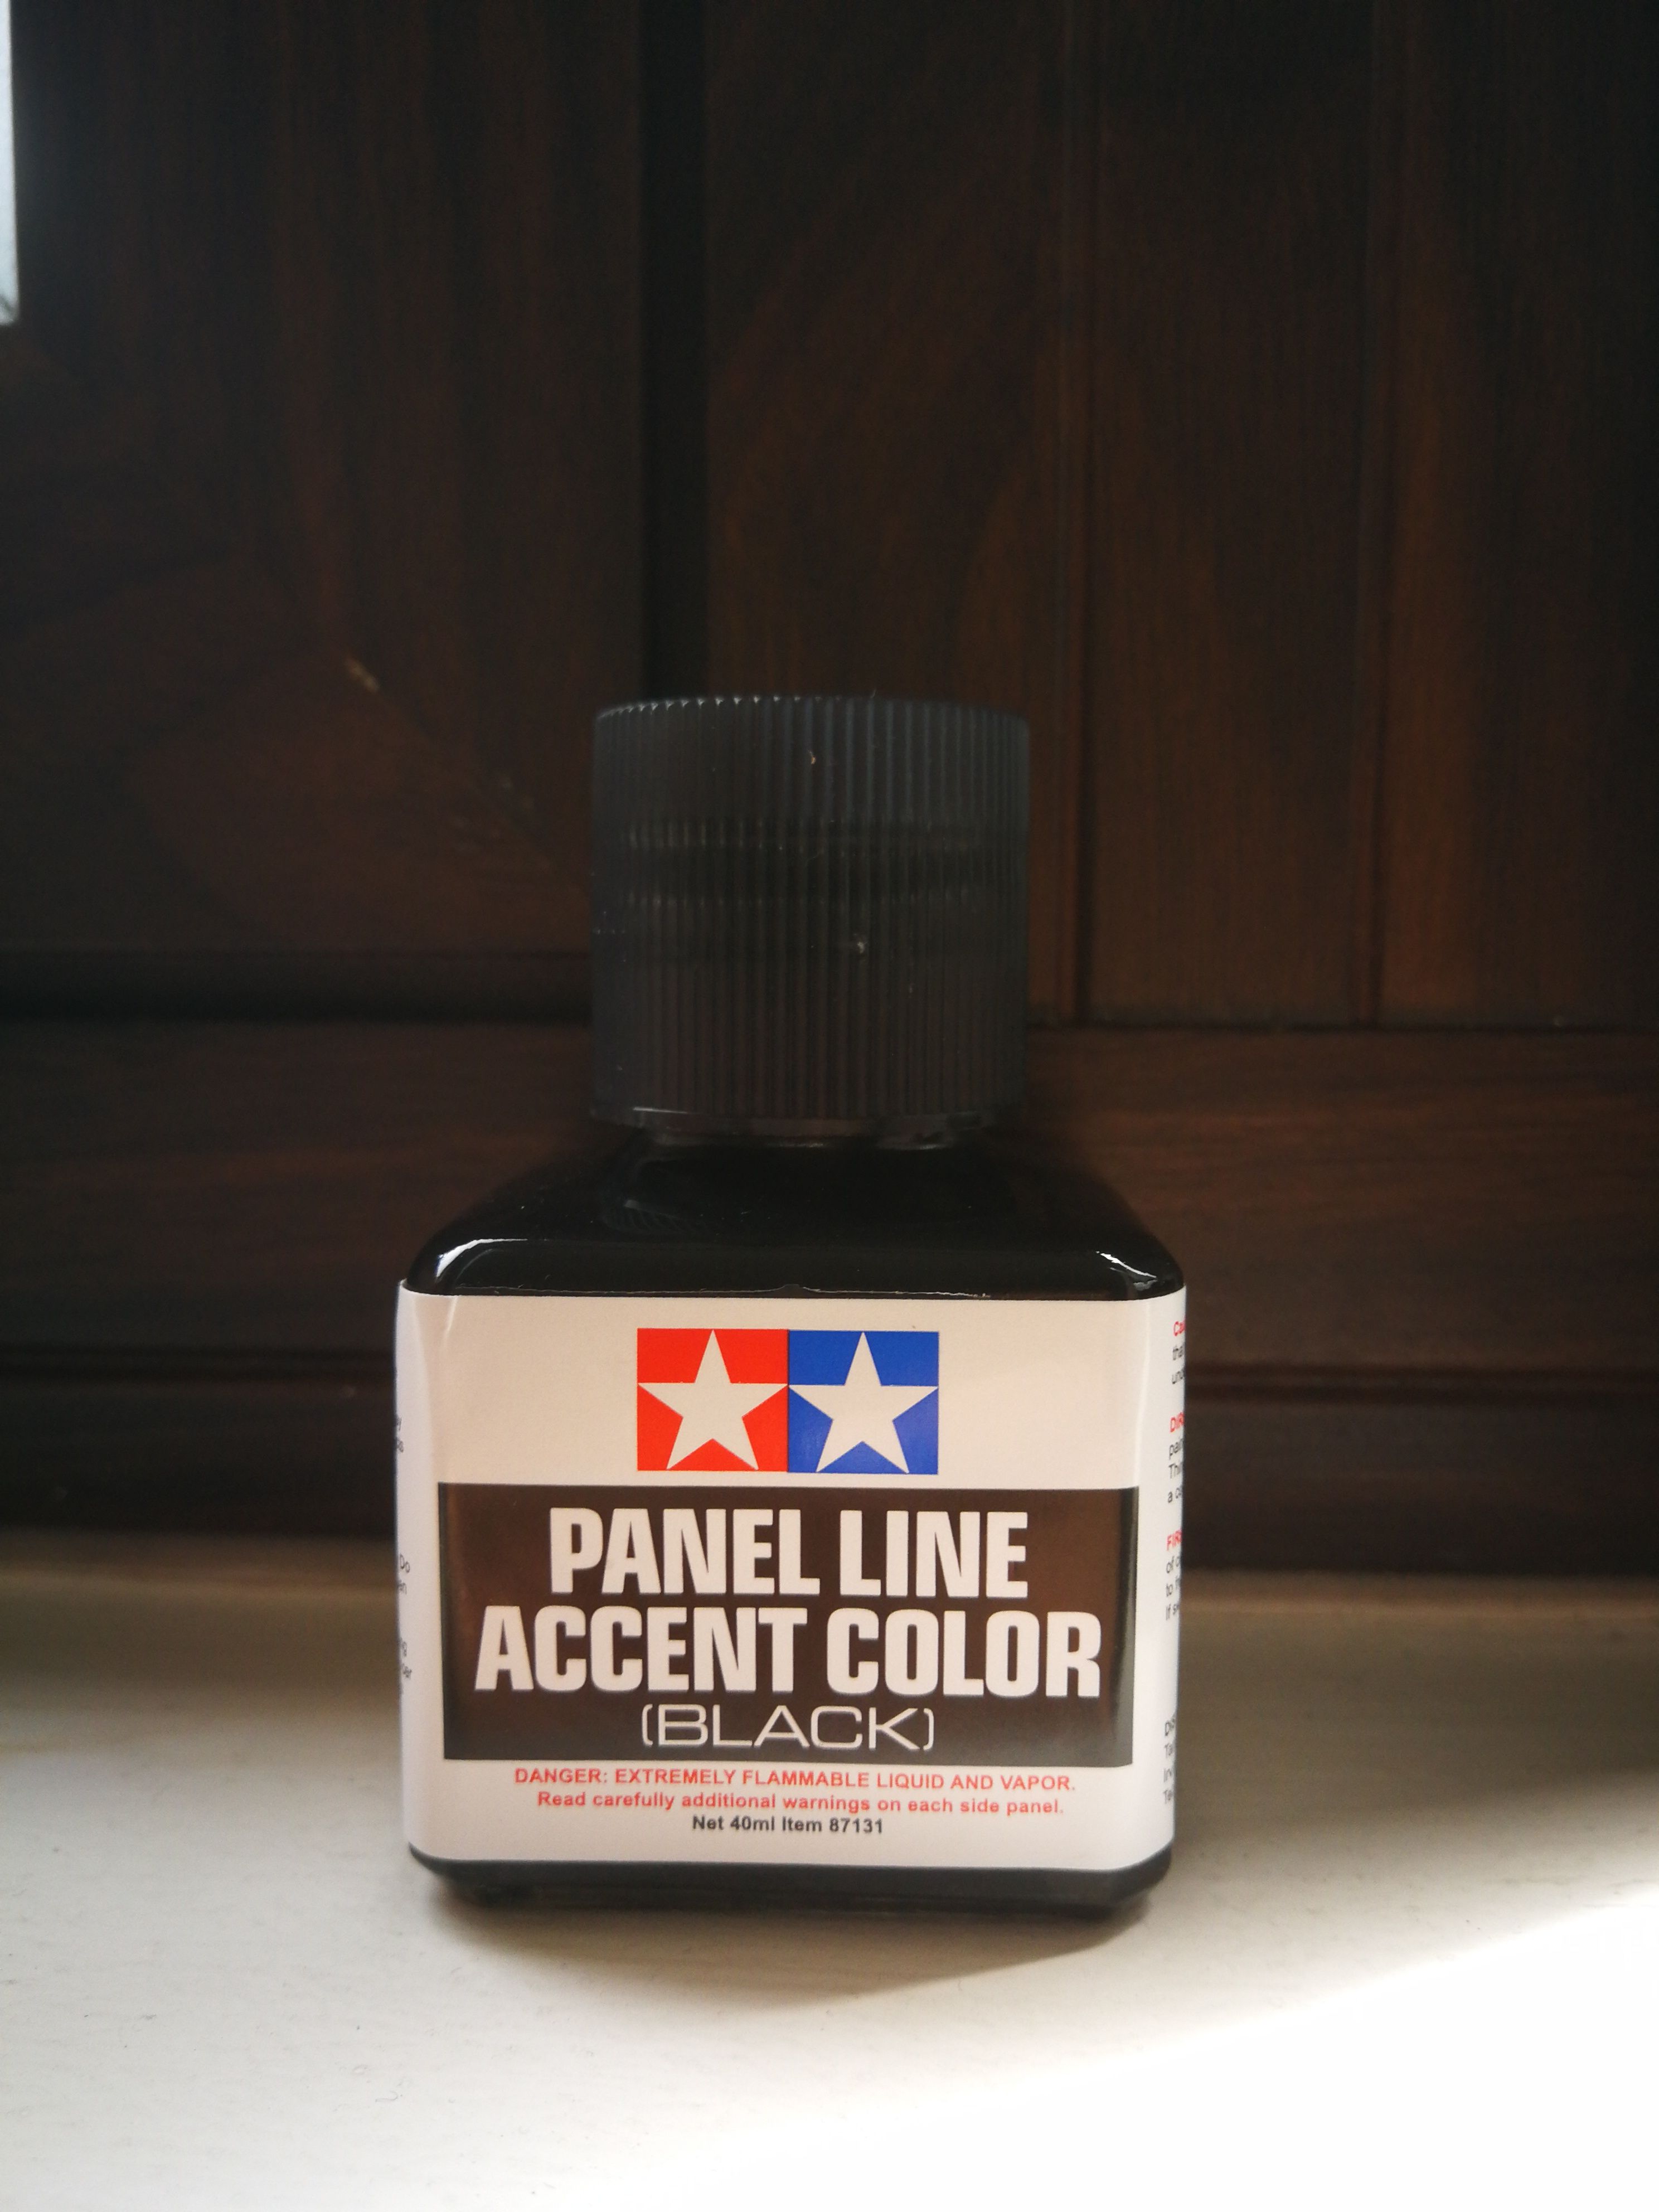 PANEL LINE
ACCENT COLOR
(BLACK)
DANGER: EXTREMELY FLAMMABLE LIQUID AND VAPOR.
Read carefully additional warnings on each side panel.
Net 40ml Item 87131